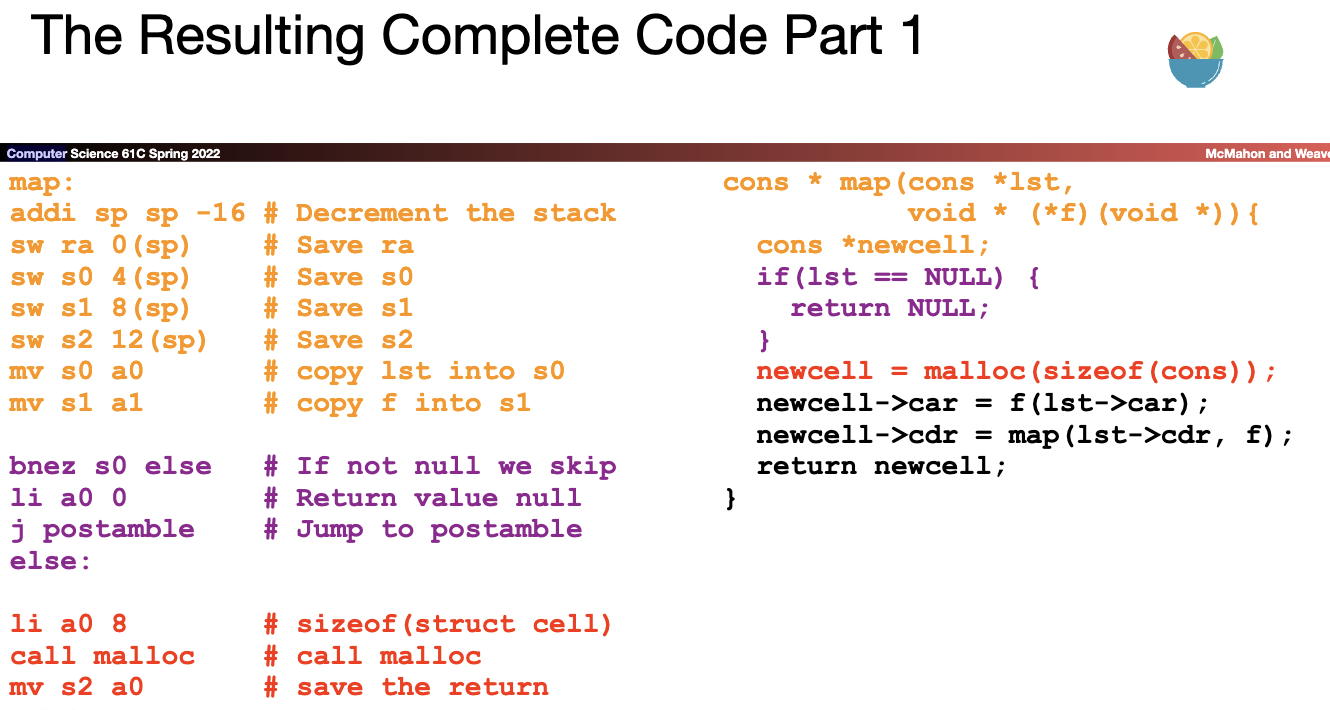 The Resulting Complete Code Part 1
Computer Science 61C Spring 2022
McMahon and Weave
map:
addi sp sp -16 # Decrement the stack
sw ra 0(sp) # Save ra
sw s0 4(sp) # Save s0
sw s1 8(sp) # Save s1
sw s2 12(sp) # Save s2
mv s0 a0 # copy lst into s0
mv s1 a1 # copy f into s1
bnez s0 else # If not null we skip
li a0 0 # Return value null
j postamble # Jump to postamble
else:
li a0 8 # sizeof(struct cell)
call malloc # call malloc
mv s2 a0 # save the return
cons * map(cons *lst,
void * (*f)(void *)){
cons *newcell;
if(lst == NULL) {
return NULL;
}
newcell = malloc(sizeof(cons));
newcell->car = f(lst->car);
newcell->cdr = map(lst->cdr, f);
return newcell;
}